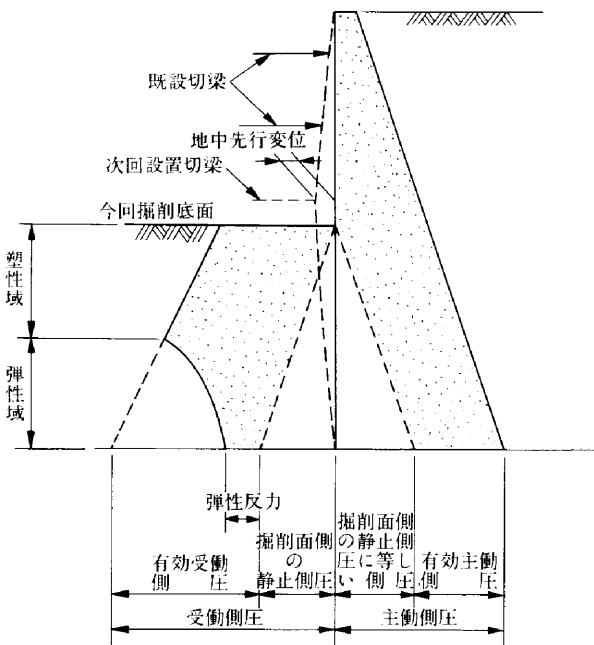 既設切梁
地中先行変位
次回設置切梁
今回掘削底面
塑性域
弾性域
弾性反力
有効受働
側圧
掘削面側
の
静止側圧
掘削面側
の静止側
圧に等し
い側圧
有効主働
側圧
受働側圧
主働側圧